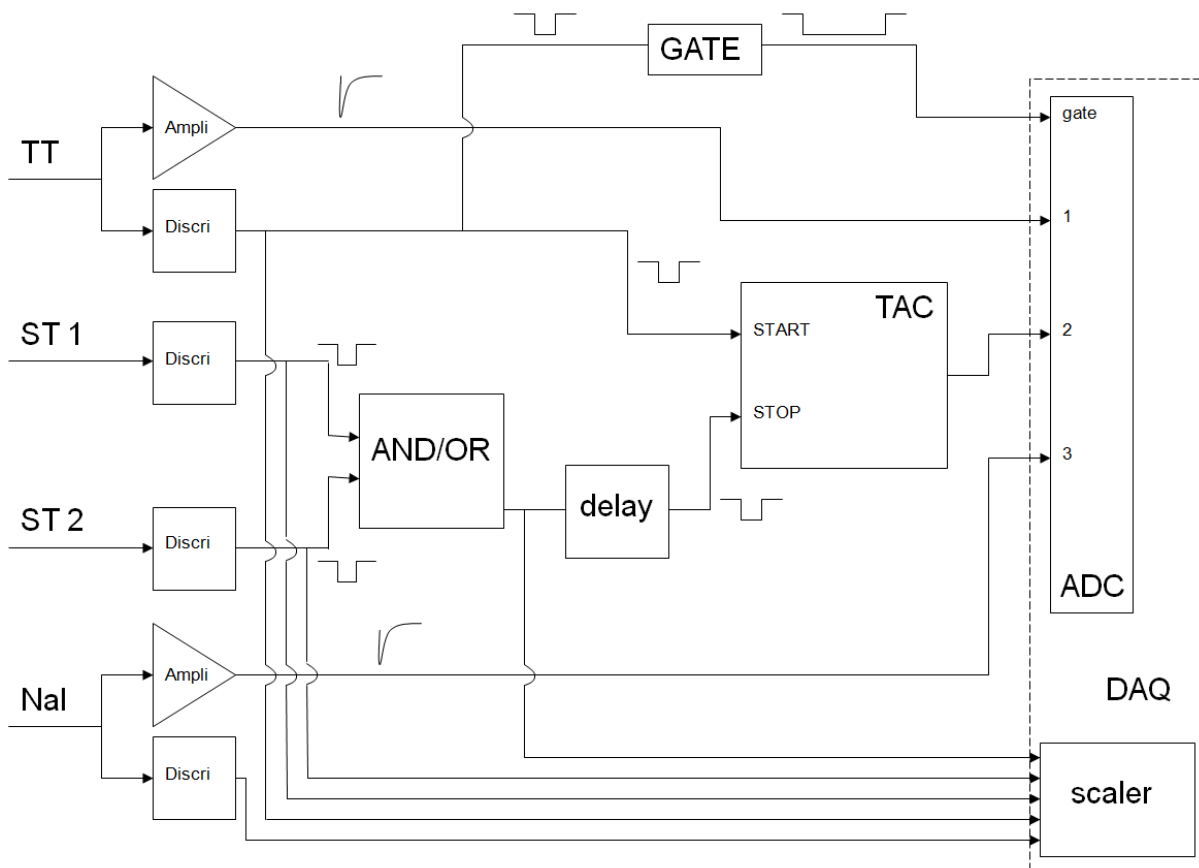 GATE
gate
TT
Ampli
Discri
1
TAC
START
2
STOP
ST 1
Discri
AND/OR
3
delay
ST 2
Discri
ADC
NaI
Ampli
DAQ
Discri
scaler